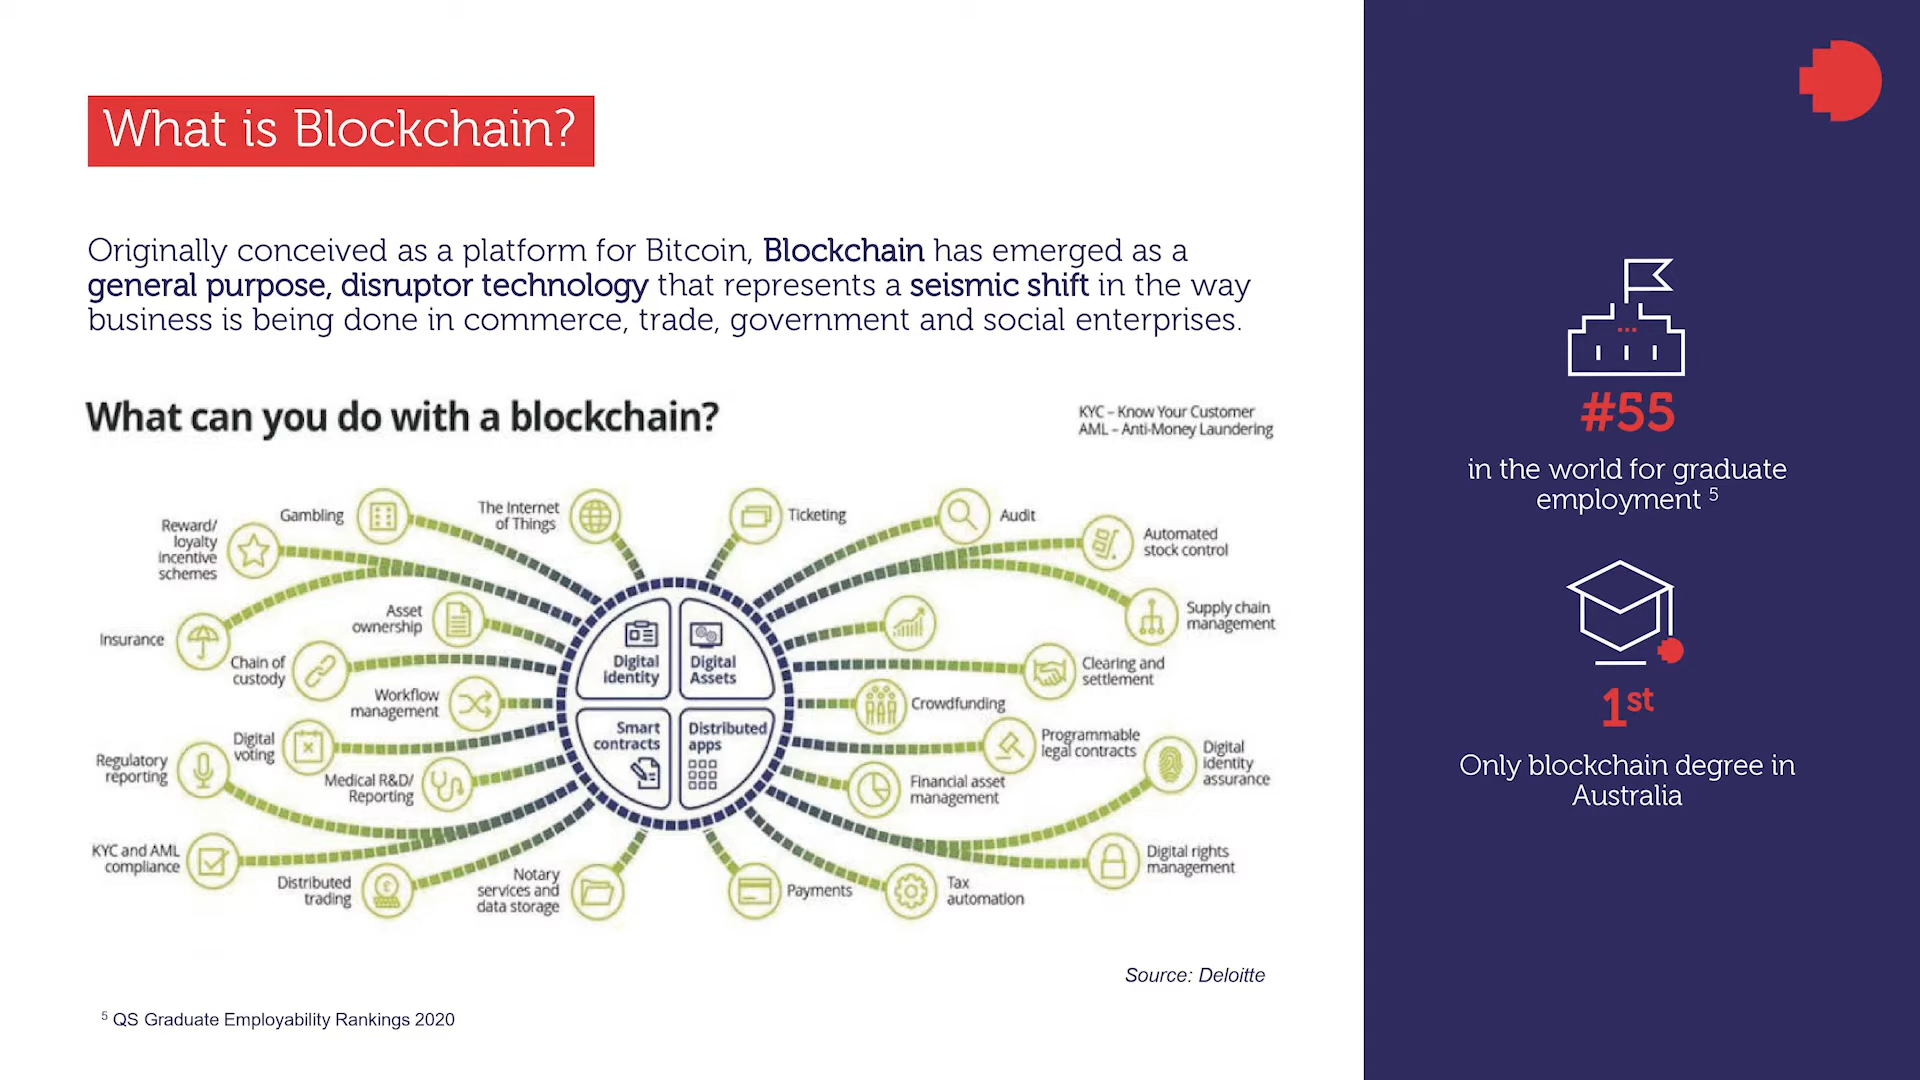 What is Blockchain?
Originally conceived as a platform for Bitcoin, Blockchain has emerged as a
general purpose, disruptor technology that represents a seismic shift in the way
business is being done in commerce, trade, government and social enterprises.
What can you do with a blockchain?
KYC – Know Your Customer
AML – Anti-Money Laundering
Gambling
The Internet
of Things
Ticketing
Audit
Reward/
loyalty
incentive
schemes
Automated
stock control
Asset
ownership
Supply chain
management
Insurance
Chain of
custody
Digital
identity
Digital
Assets
Clearing and
settlement
Workflow
management
Crowdfunding
Smart
contracts
Distributed
apps
Digital
voting
Programmable
legal contracts
Regulatory
reporting
Digital
identity
assurance
Medical R&D/
Reporting
Financial asset
management
KYC and AML
compliance
Digital rights
management
Distributed
trading
£
Notary
services and
data storage
Payments
Tax
automation
Source: Deloitte
5 QS Graduate Employability Rankings 2020
#55
in the world for graduate
employment 5
1st
Only blockchain degree in
Australia